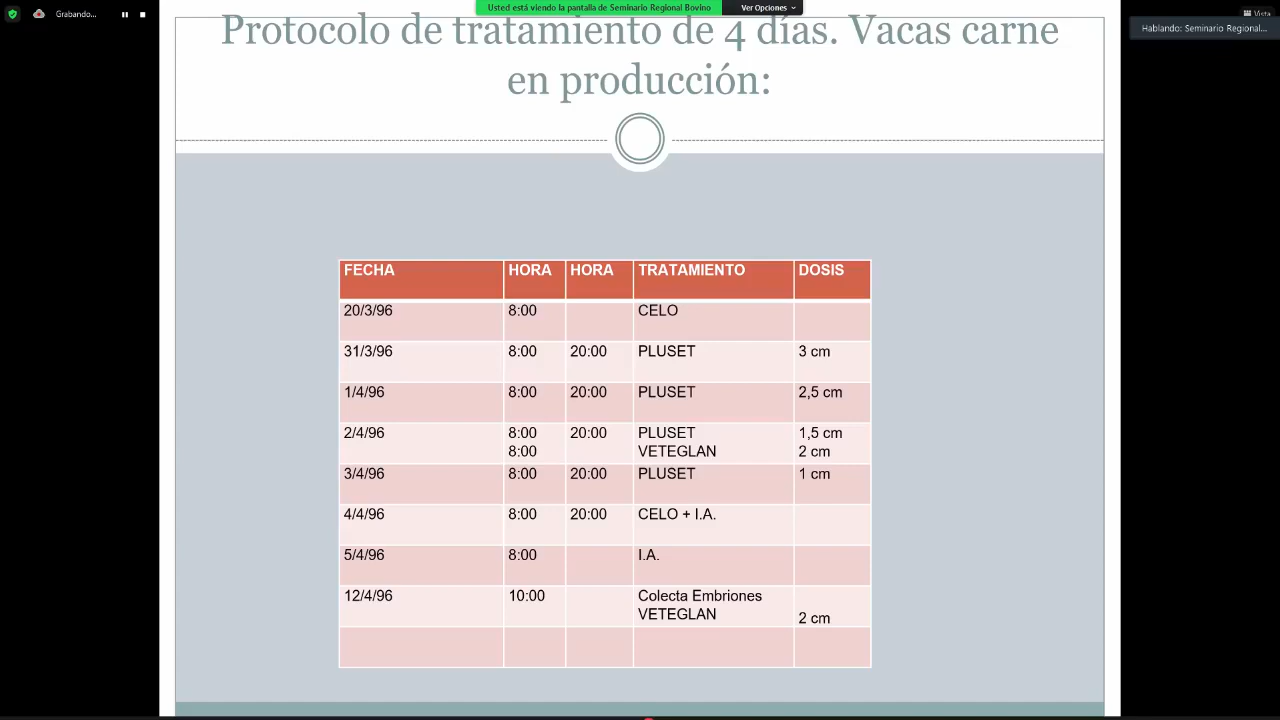 Grabando...
Usted está viendo la pantalla de Seminario Regional Bovino
Ver Opciones
Vista
Hablando: Seminario Regional...
Protocolo de tratamiento de 4 días. Vacas carne
en producción:
FECHA HORA HORA TRATAMIENTO DOSIS
20/3/96 8:00 CELO
31/3/96 8:00 20:00 PLUSET 3 cm
1/4/96 8:00 20:00 PLUSET 2,5 cm
2/4/96 8:00 20:00 PLUSET 1,5 cm
8:00 VETEGLAN 2 cm
3/4/96 8:00 20:00 PLUSET 1 cm
4/4/96 8:00 20:00 CELO + I.A.
5/4/96 8:00 I.A.
12/4/96 10:00 Colecta Embriones
VETEGLAN 2 cm